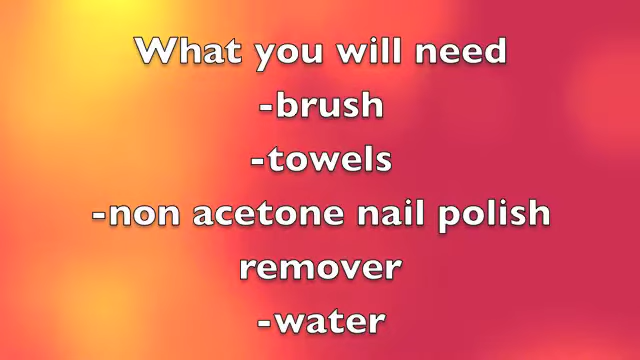 What you will need
-brush
-towels
-non acetone nail polish
remover
-water